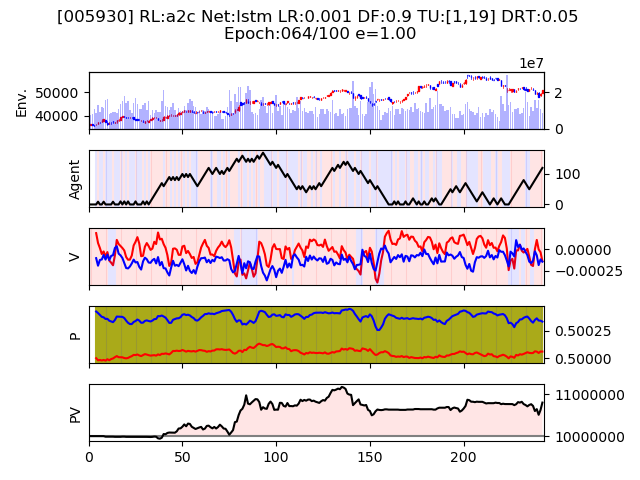 [005930] RL:a2c Net:lstm LR:0.001 DF:0.9 TU:[1,19] DRT:0.05
Epoch:064/100 e=1.00
1e7
Env.
50000
40000
2
0
Agent
100
0
V
0.00000
−0.00025
P
0.50025
0.50000
PV
11000000
10000000
0
50
100
150
200